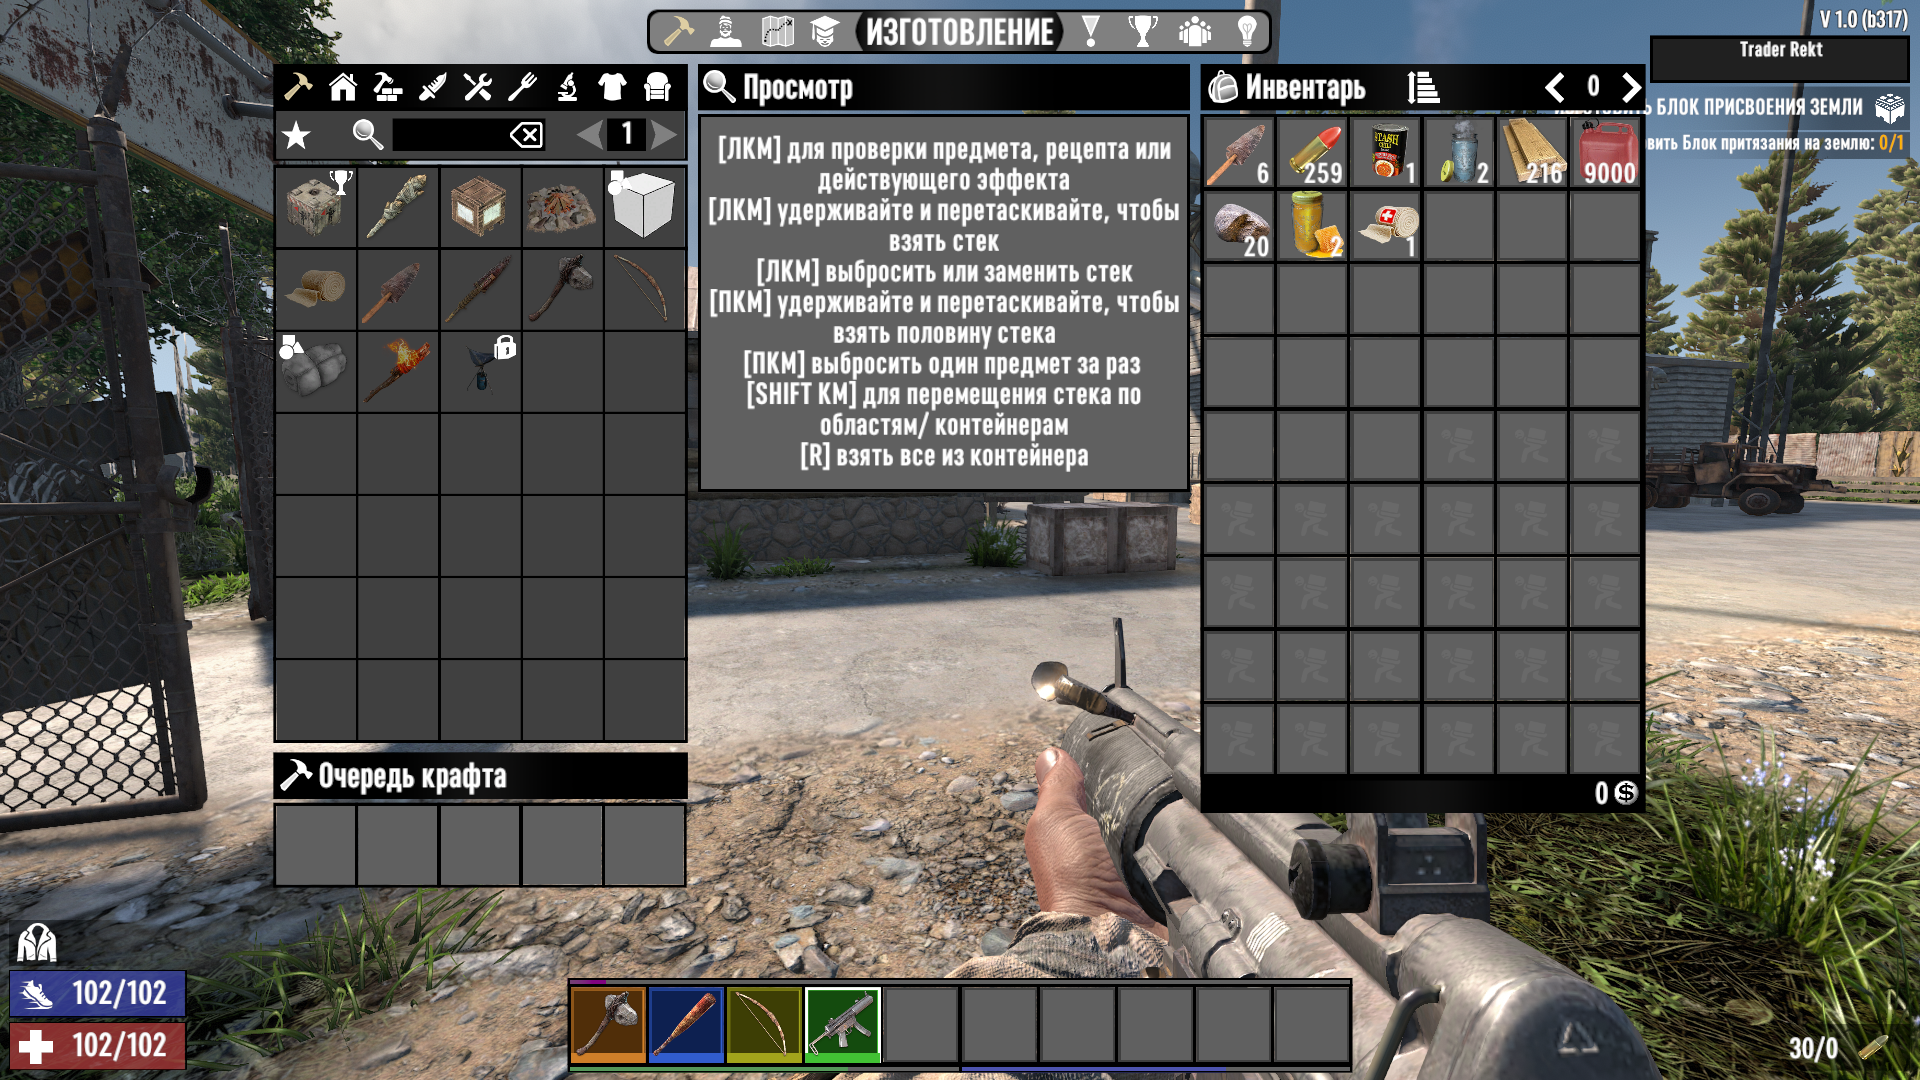 ИЗГОТОВЛЕНИЕ
V 1.0 (b317)
Trader Rekt
БЛОК ПРИСВОЕНИЯ ЗЕМЛИ
Блок притязания на землю: 0/1
1
Просмотр
[ЛКМ] для проверки предмета, рецепта или
действующего эффекта
[ЛКМ] удерживайте и перетаскивайте, чтобы
взять стек
[ЛКМ] выбросить или заменить стек
[ПКМ] удерживайте и перетаскивайте, чтобы
взять половину стека
[ПКМ] выбросить один предмет за раз
[SHIFT КМ] для перемещения стека по
областям/ контейнерам
[R] взять все из контейнера
Инвентарь
0
6
259
1
2
216
9000
20
2
1
0
Очередь крафта
102/102
102/102
30/0